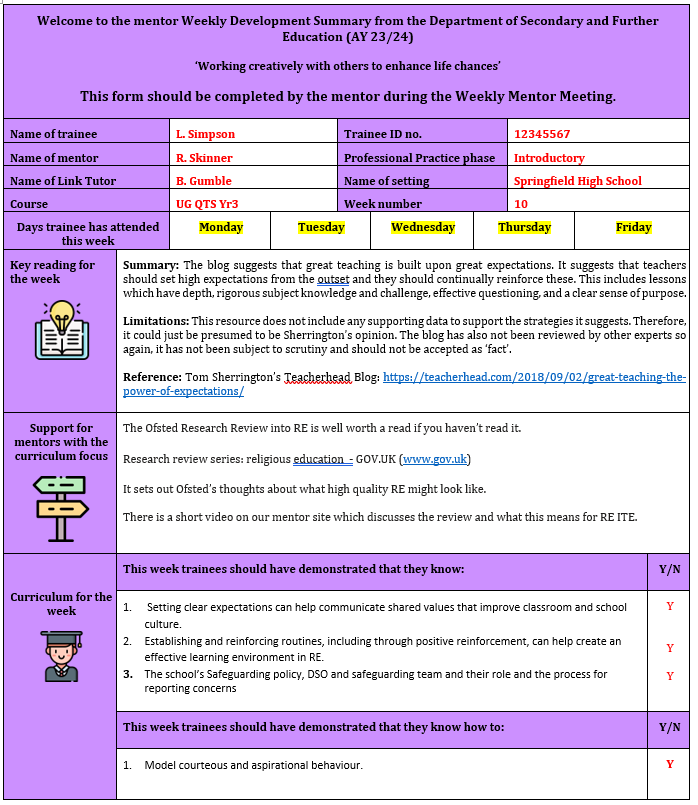 Welcome to the mentor Weekly Development Summary from the Department of Secondary and Further
Education (AY 23/24)
‘Working creatively with others to enhance life chances’
This form should be completed by the mentor during the Weekly Mentor Meeting.
Name of trainee L. Simpson Trainee ID no. 12345567
Name of mentor R. Skinner Professional Practice phase Introductory
Name of Link Tutor B. Gumble Name of setting Springfield High School
Course UG QTS Yr3 Week number 10
Days trainee has attended
this week
Monday Tuesday Wednesday Thursday Friday
Key reading for
the week
Summary: The blog suggests that great teaching is built upon great expectations. It suggests that teachers
should set high expectations from the outset and they should continually reinforce these. This includes lessons
which have depth, rigorous subject knowledge and challenge, effective questioning, and a clear sense of purpose.
Limitations: This resource does not include any supporting data to support the strategies it suggests. Therefore,
it could just be presumed to be Sherrington’s opinion. The blog has also not been reviewed by other experts so
again, it has not been subject to scrutiny and should not be accepted as ‘fact’.
Reference: Tom Sherrington’s Teacherhead Blog: https://teacherhead.com/2018/09/02/great-teaching-the-
power-of-expectations/
Support for
mentors with the
curriculum focus
The Ofsted Research Review into RE is well worth a read if you haven’t read it.
Research review series: religious education - GOV.UK (www.gov.uk)
It sets out Ofsted’s thoughts about what high quality RE might look like.
There is a short video on our mentor site which discusses the review and what this means for RE ITE.
Curriculum for the
week
This week trainees should have demonstrated that they know: Y/N
1. Setting clear expectations can help communicate shared values that improve classroom and school
culture. Y
2. Establishing and reinforcing routines, including through positive reinforcement, can help create an
effective learning environment in RE. Y
3. The school’s Safeguarding policy, DSO and safeguarding team and their role and the process for
reporting concerns Y
This week trainees should have demonstrated that they know how to: Y/N
1. Model courteous and aspirational behaviour. Y